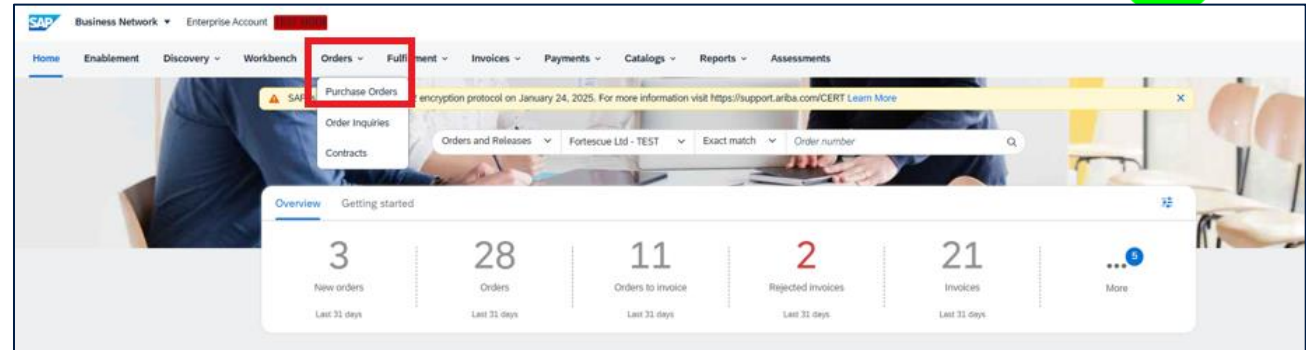 SAP Business Network Enterprise Account
Home Enablement Discovery Workbench Orders Fulfillment Invoices Payments Catalogs Reports Assessments
Purchase Orders
Order Inquiries
Contracts
encryption protocol on January 24, 2025. For more information visit https://support.ariba.com/CERT Learn More
Orders and Releases Fortescue Ltd - TEST Exact match Order number
Overview Getting started
3 28 11 2 21 ... 5
New orders Orders Orders to invoice Rejected invoices Invoices More
Last 31 days Last 31 days Last 31 days Last 31 days Last 31 days